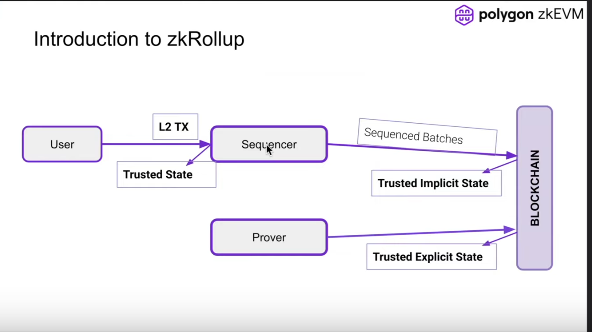 polygon zkEVM
Introduction to zkRollup
L2 TX
User
Sequencer
Sequenced Batches
Trusted State
Trusted Implicit State
BLOCKCHAIN
Prover
Trusted Explicit State